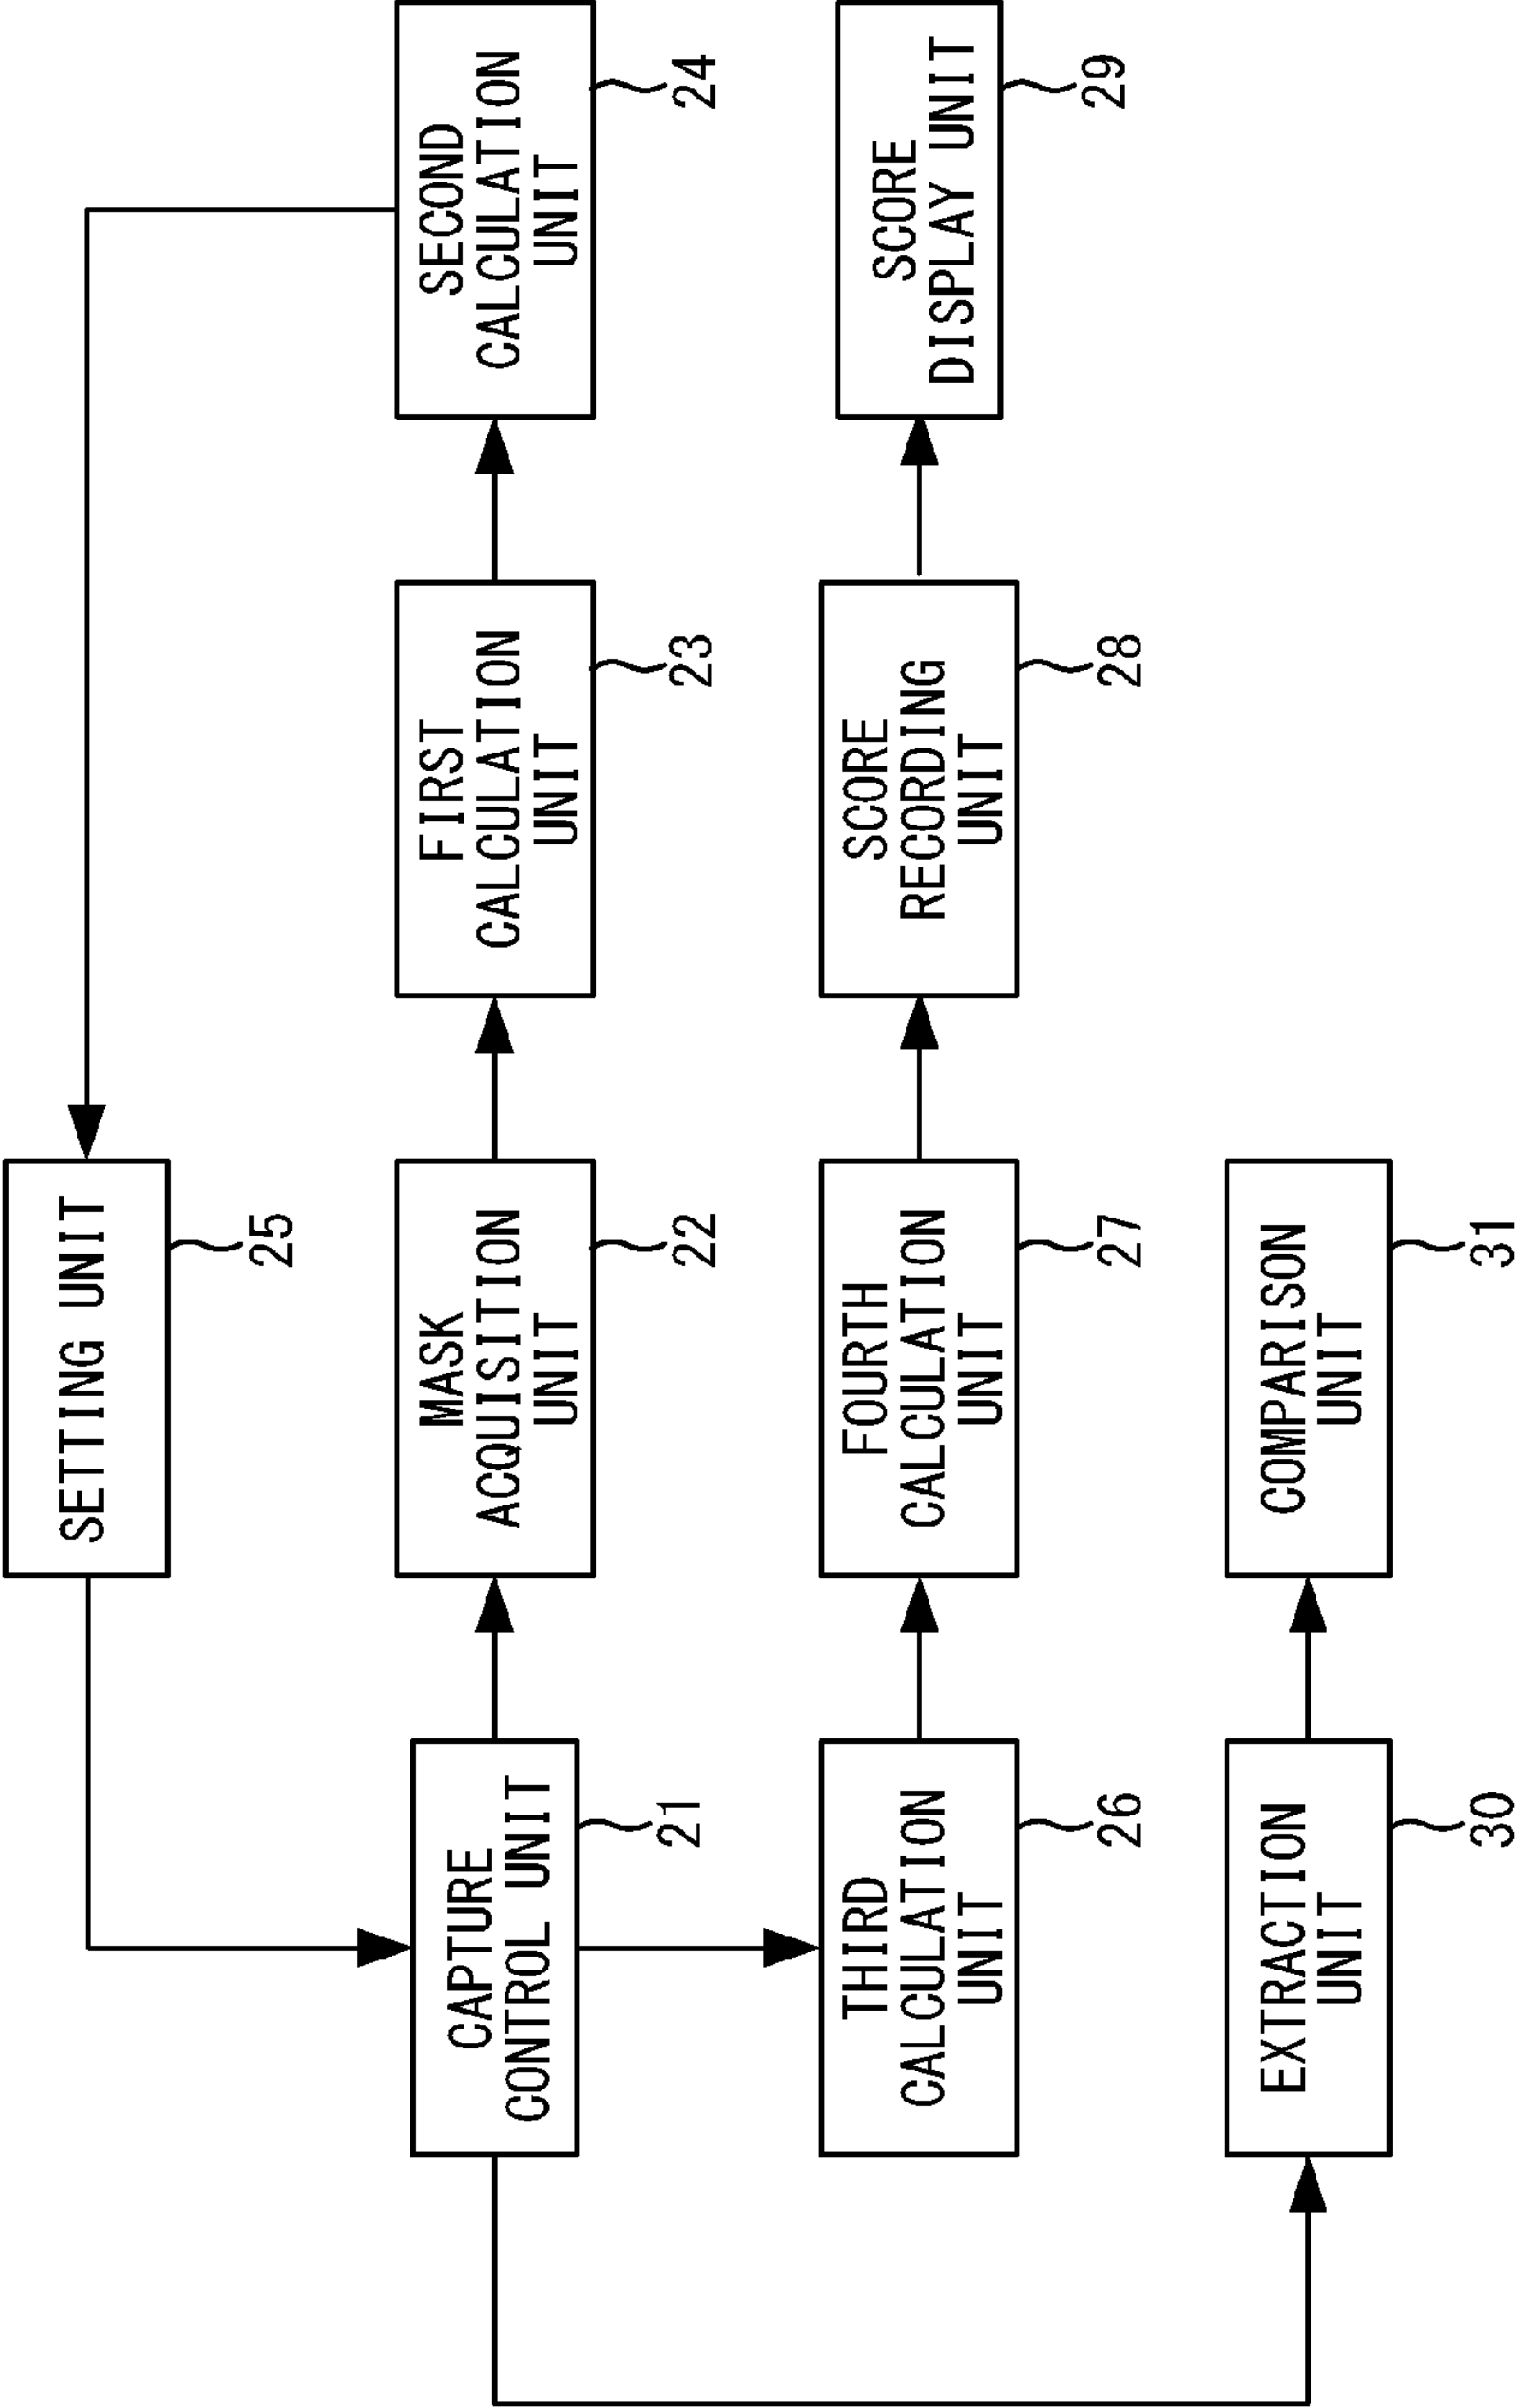 SETTING UNIT
25
CAPTURE
CONTROL UNIT
21
MASK
ACQUISITION
UNIT
22
FIRST
CALCULATION
UNIT
23
SECOND
CALCULATION
UNIT
24
THIRD
CALCULATION
UNIT
26
FOURTH
CALCULATION
UNIT
27
SCORE
RECORDING
UNIT
28
SCORE
DISPLAY UNIT
29
EXTRACTION
UNIT
30
COMPARISON
UNIT
31